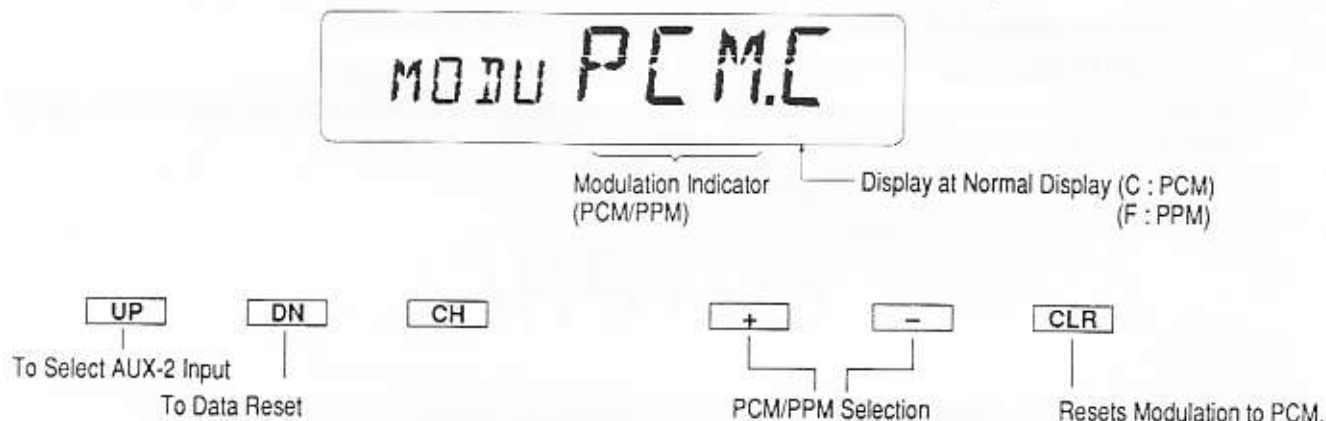 MODU PCM.C
Modulation Indicator
(PCM/PPM)
Display at Normal Display (C : PCM)
(F : PPM)
UP DN CH + − CLR
To Select AUX-2 Input
To Data Reset
PCM/PPM Selection
Resets Modulation to PCM.